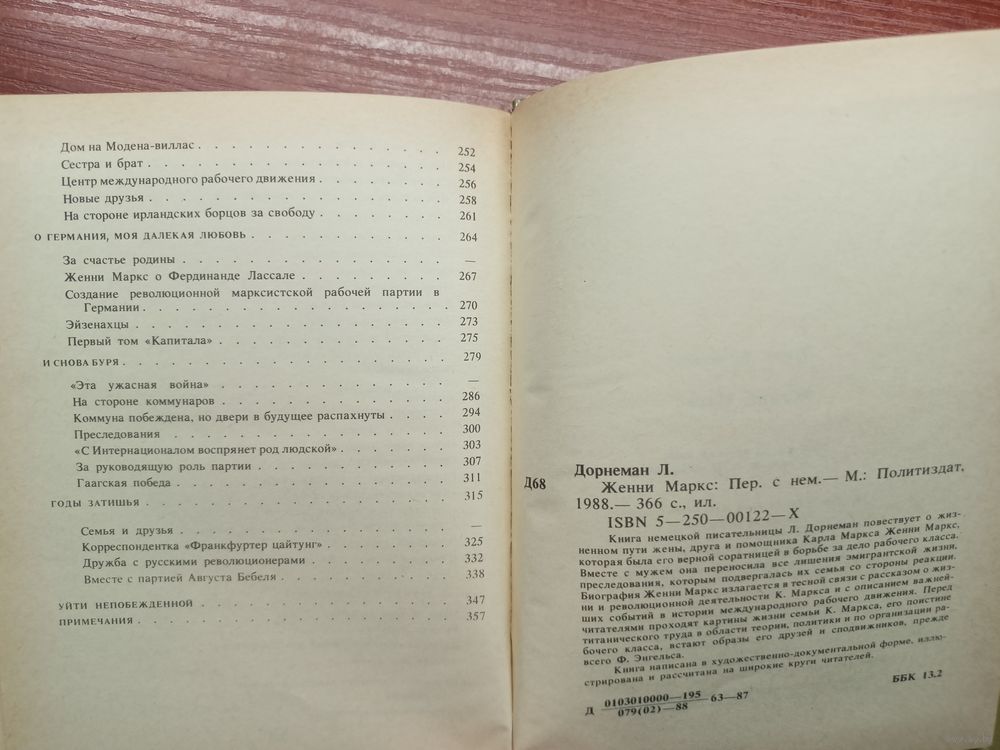 Дом на Модена-виллас . . . . . . . . . . . . . 252
Сестра и брат . . . . . . . . . . . . . . . 254
Центр международного рабочего движения . . . . . . . 256
Новые друзья . . . . . . . . . . . . . . . 258
На стороне ирландских борцов за свободу . . . . . . . 261
О ГЕРМАНИЯ, МОЯ ДАЛЕКАЯ ЛЮБОВЬ . . . . . . . . . . 264
За счастье родины . . . . . . . . . . . . . —
Женни Маркс о Фердинанде Лассале . . . . . . . . 267
Создание революционной марксистской рабочей партии в
Германии . . . . . . . . . . . . . . . . 270
Эйзенахцы . . . . . . . . . . . . . . . . 273
Первый том «Капитала» . . . . . . . . . . . . 275
И СНОВА БУРЯ . . . . . . . . . . . . . . . . 279
«Эта ужасная война» . . . . . . . . . . . . —
На стороне коммунаров . . . . . . . . . . . . 286
Коммуна побеждена, но двери в будущее распахнуты . . . . 294
Преследования . . . . . . . . . . . . . . 300
«С Интернационалом воспрянет род людской» . . . . . . 303
За руководящую роль партии . . . . . . . . . . 307
Гаагская победа . . . . . . . . . . . . . . 311
ГОДЫ ЗАТИШЬЯ . . . . . . . . . . . . . . . . 315
Семья и друзья . . . . . . . . . . . . . . —
Корреспондентка «Франкфуртер цайтунг» . . . . . . . 325
Дружба с русскими революционерами . . . . . . . . 332
Вместе с партией Августа Бебеля . . . . . . . . . 338
УЙТИ НЕПОБЕЖДЕННОЙ . . . . . . . . . . . . . 347
ПРИМЕЧАНИЯ . . . . . . . . . . . . . . . . 357
Дорнеман Л.
Д68 Женни Маркс: Пер. с нем.— М.: Политиздат,
1988.— 366 с., ил.
ISBN 5—250—00122—X
Книга немецкой писательницы Л. Дорнеман повествует о жиз-
ненном пути жены, друга и помощника Карла Маркса Женни Маркс,
которая была его верной соратницей в борьбе за дело рабочего класса.
Вместе с мужем она переносила все лишения эмигрантской жизни,
преследования, которым подвергалась их семья со стороны реакции.
Биография Женни Маркс излагается в тесной связи с рассказом о жиз-
ни и революционной деятельности К. Маркса и с описанием важней-
ших событий в истории международного рабочего движения. Перед
читателями проходят картины жизни семьи К. Маркса, его поистине
титанического труда в области теории, политики и по организации ра-
бочего класса, встают образы его друзей и сподвижников, прежде
всего Ф. Энгельса.
Книга написана в художественно-документальной форме, иллю-
стрирована и рассчитана на широкие круги читателей.
Д 0103010000—195 63—87
079(02)—88
ББК 13.2